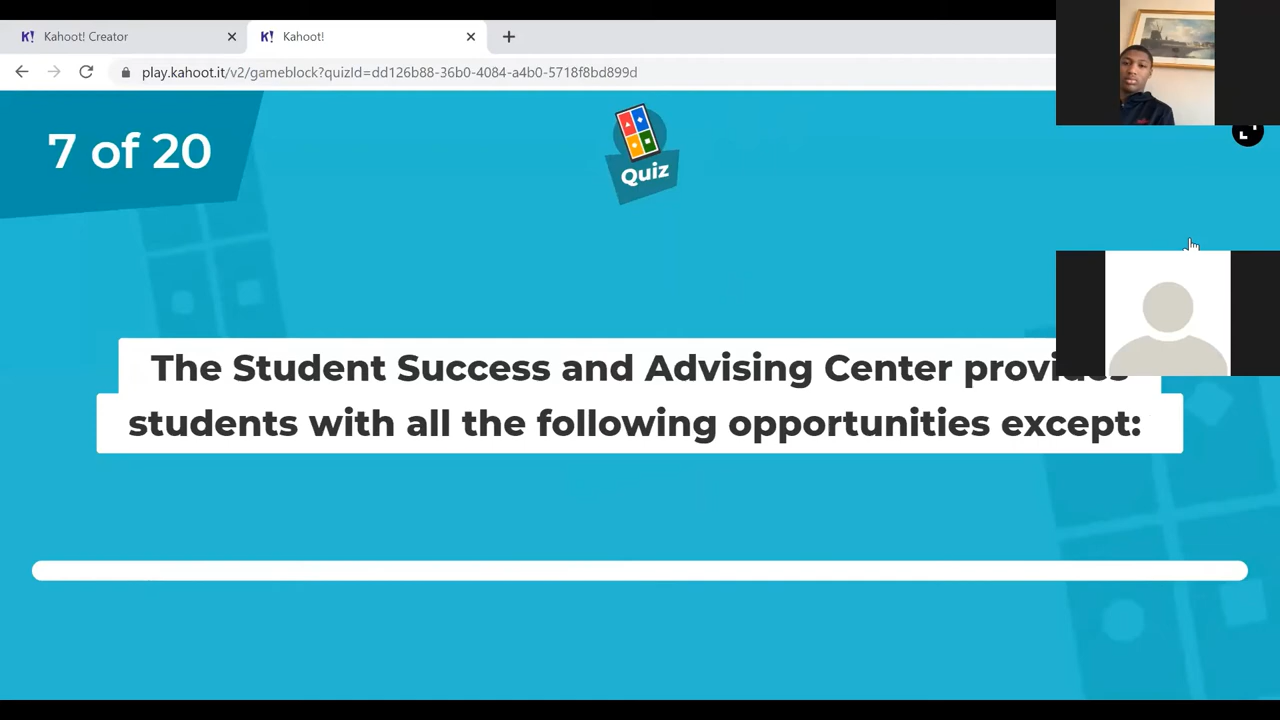 Kahoot! Creator
Kahoot!
play.kahoot.it/v2/gameblock?quizId=dd126b88-36b0-4084-a4b0-5718f8bd899d
7 of 20
Quiz
The Student Success and Advising Center provides
students with all the following opportunities except: